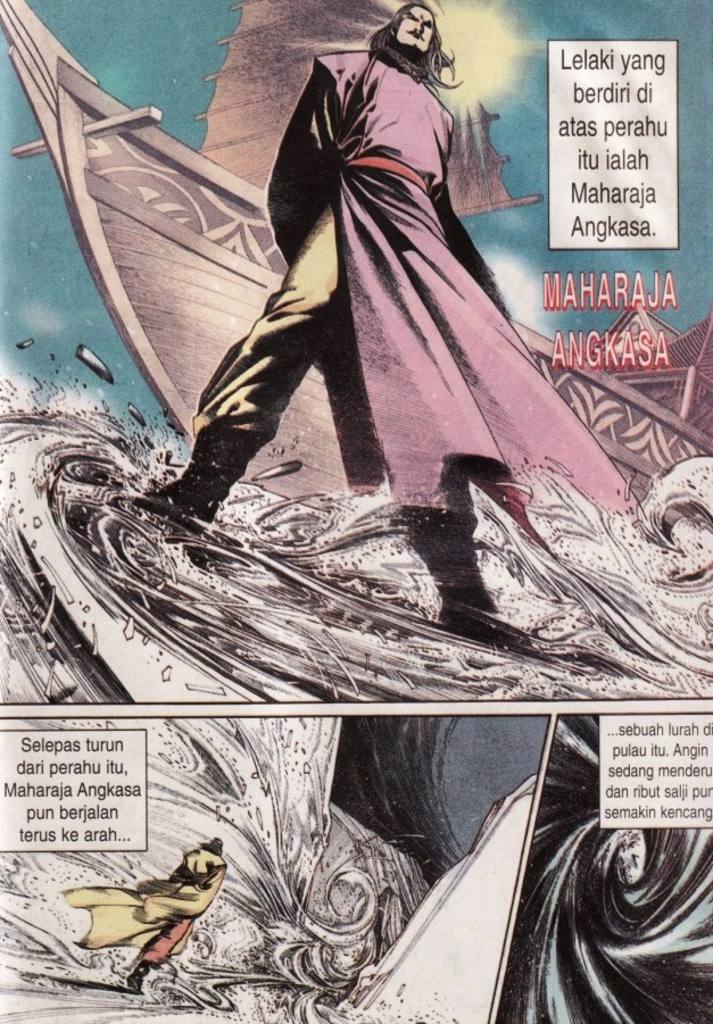 Lelaki yang
berdiri di
atas perahu
itu ialah
Maharaja
Angkasa.
MAHARAJA
ANGKASA
Selepas turun
dari perahu itu,
Maharaja Angkasa
pun berjalan
terus ke arah...
...sebuah lurah di
pulau itu. Angin
sedang menderu
dan ribut salji pun
semakin kencang